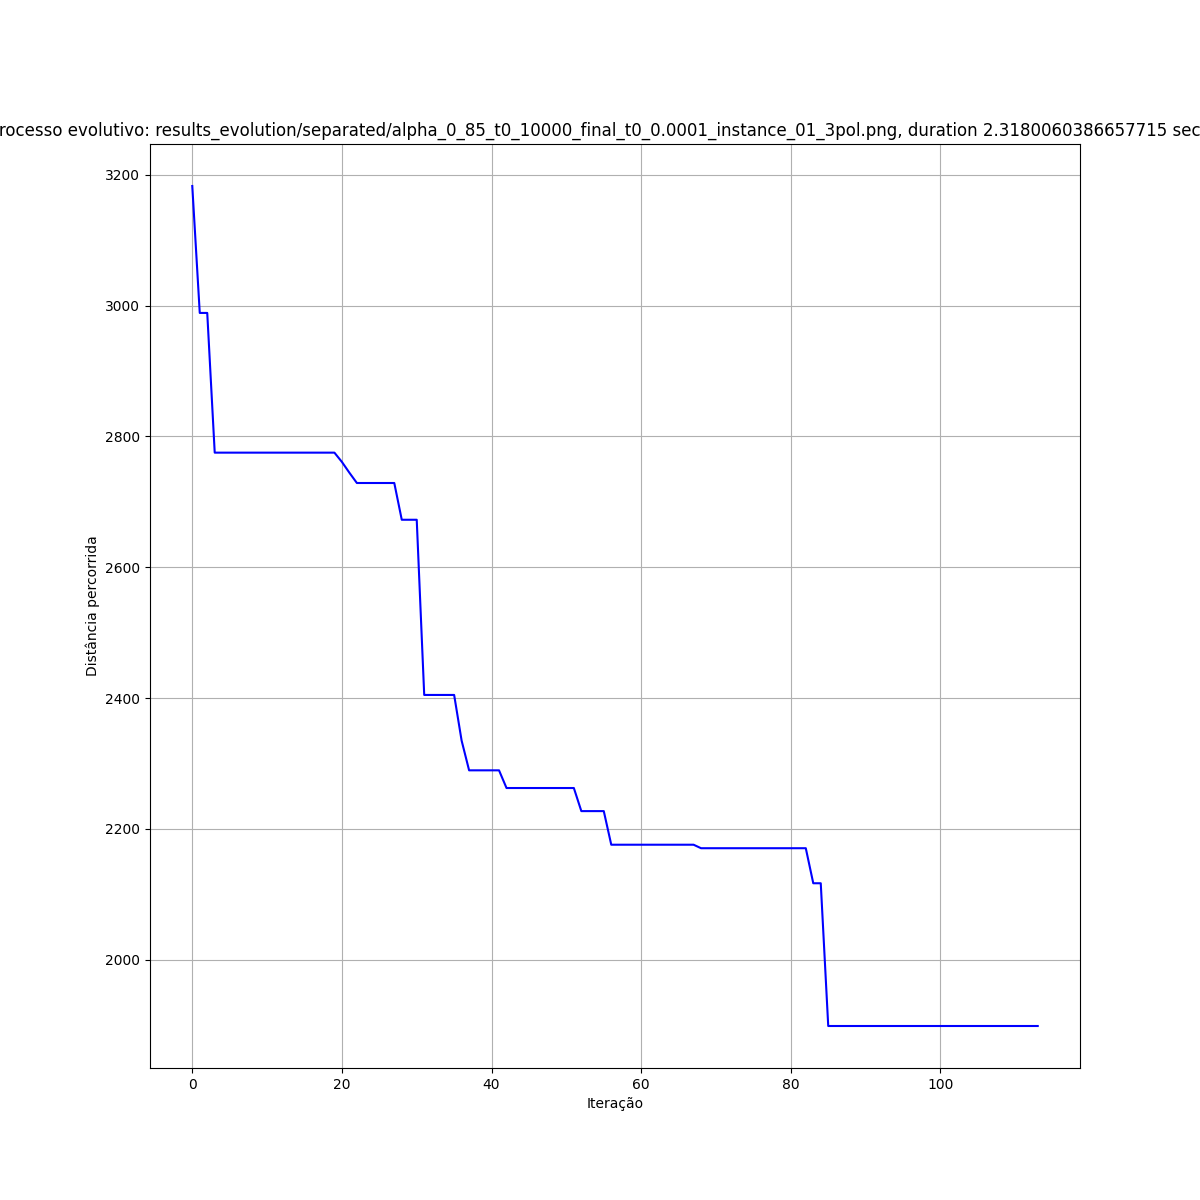 rocesso evolutivo: results_evolution/separated/alpha_0_85_t0_10000_final_t0_0.0001_instance_01_3pol.png, duration 2.3180060386657715 sec
3200
3000
2800
2600
2400
2200
2000
Distância percorrida
0 20 40 60 80 100
Iteração